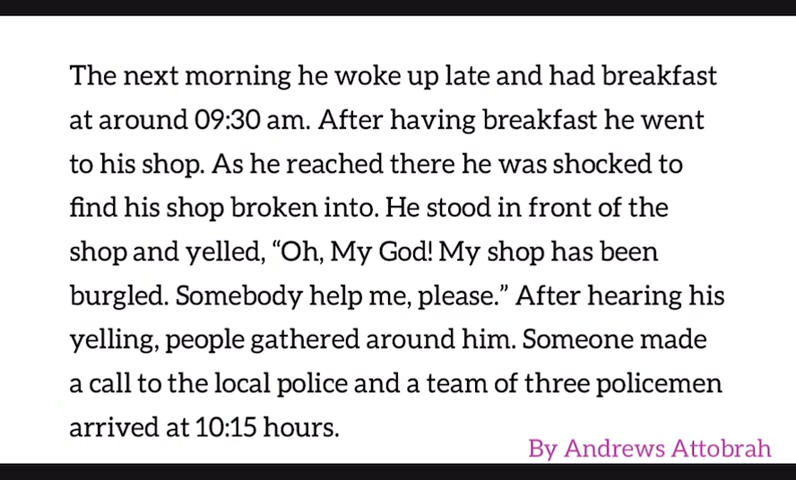 The next morning he woke up late and had breakfast
at around 09:30 am. After having breakfast he went
to his shop. As he reached there he was shocked to
find his shop broken into. He stood in front of the
shop and yelled, “Oh, My God! My shop has been
burgled. Somebody help me, please.” After hearing his
yelling, people gathered around him. Someone made
a call to the local police and a team of three policemen
arrived at 10:15 hours.
By Andrews Attobrah